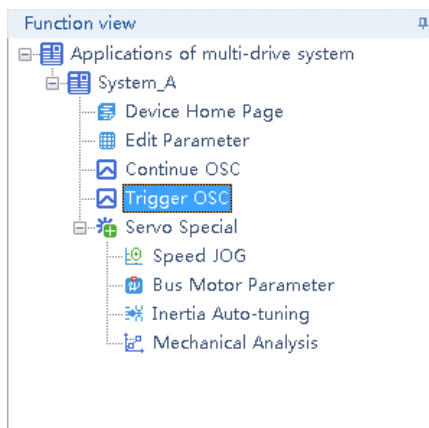 Function view
Applications of multi-drive system
System_A
Device Home Page
Edit Parameter
Continue OSC
Trigger OSC
Servo Special
Speed JOG
Bus Motor Parameter
Inertia Auto-tuning
Mechanical Analysis